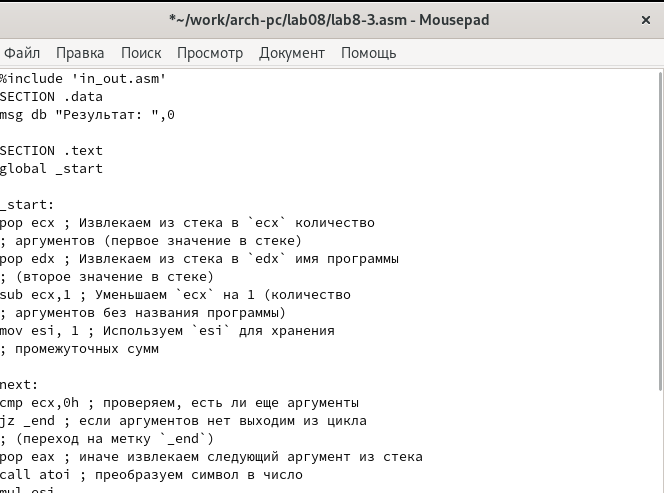 *~/work/arch-pc/lab08/lab8-3.asm - Mousepad
Файл Правка Поиск Просмотр Документ Помощь
%include 'in_out.asm'
SECTION .data
msg db "Результат: ",0
SECTION .text
global _start
_start:
pop ecx ; Извлекаем из стека в `ecx` количество
; аргументов (первое значение в стеке)
pop edx ; Извлекаем из стека в `edx` имя программы
; (второе значение в стеке)
sub ecx,1 ; Уменьшаем `ecx` на 1 (количество
; аргументов без названия программы)
mov esi, 1 ; Используем `esi` для хранения
; промежуточных сумм
next:
cmp ecx,0h ; проверяем, есть ли еще аргументы
jz _end ; если аргументов нет выходим из цикла
; (переход на метку `_end`)
pop eax ; иначе извлекаем следующий аргумент из стека
call atoi ; преобразуем символ в число
mul esi